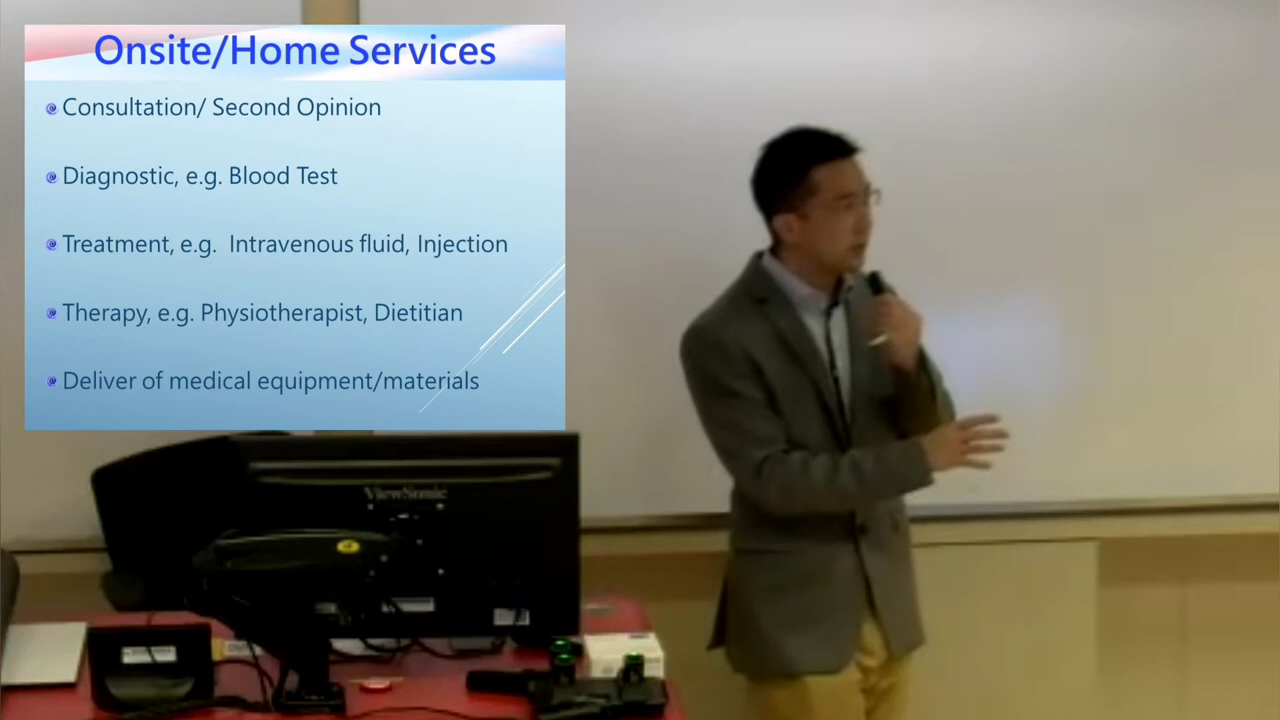 Onsite/Home Services
Consultation/ Second Opinion
Diagnostic, e.g. Blood Test
Treatment, e.g. Intravenous fluid, Injection
Therapy, e.g. Physiotherapist, Dietitian
Deliver of medical equipment/materials
ViewSonic